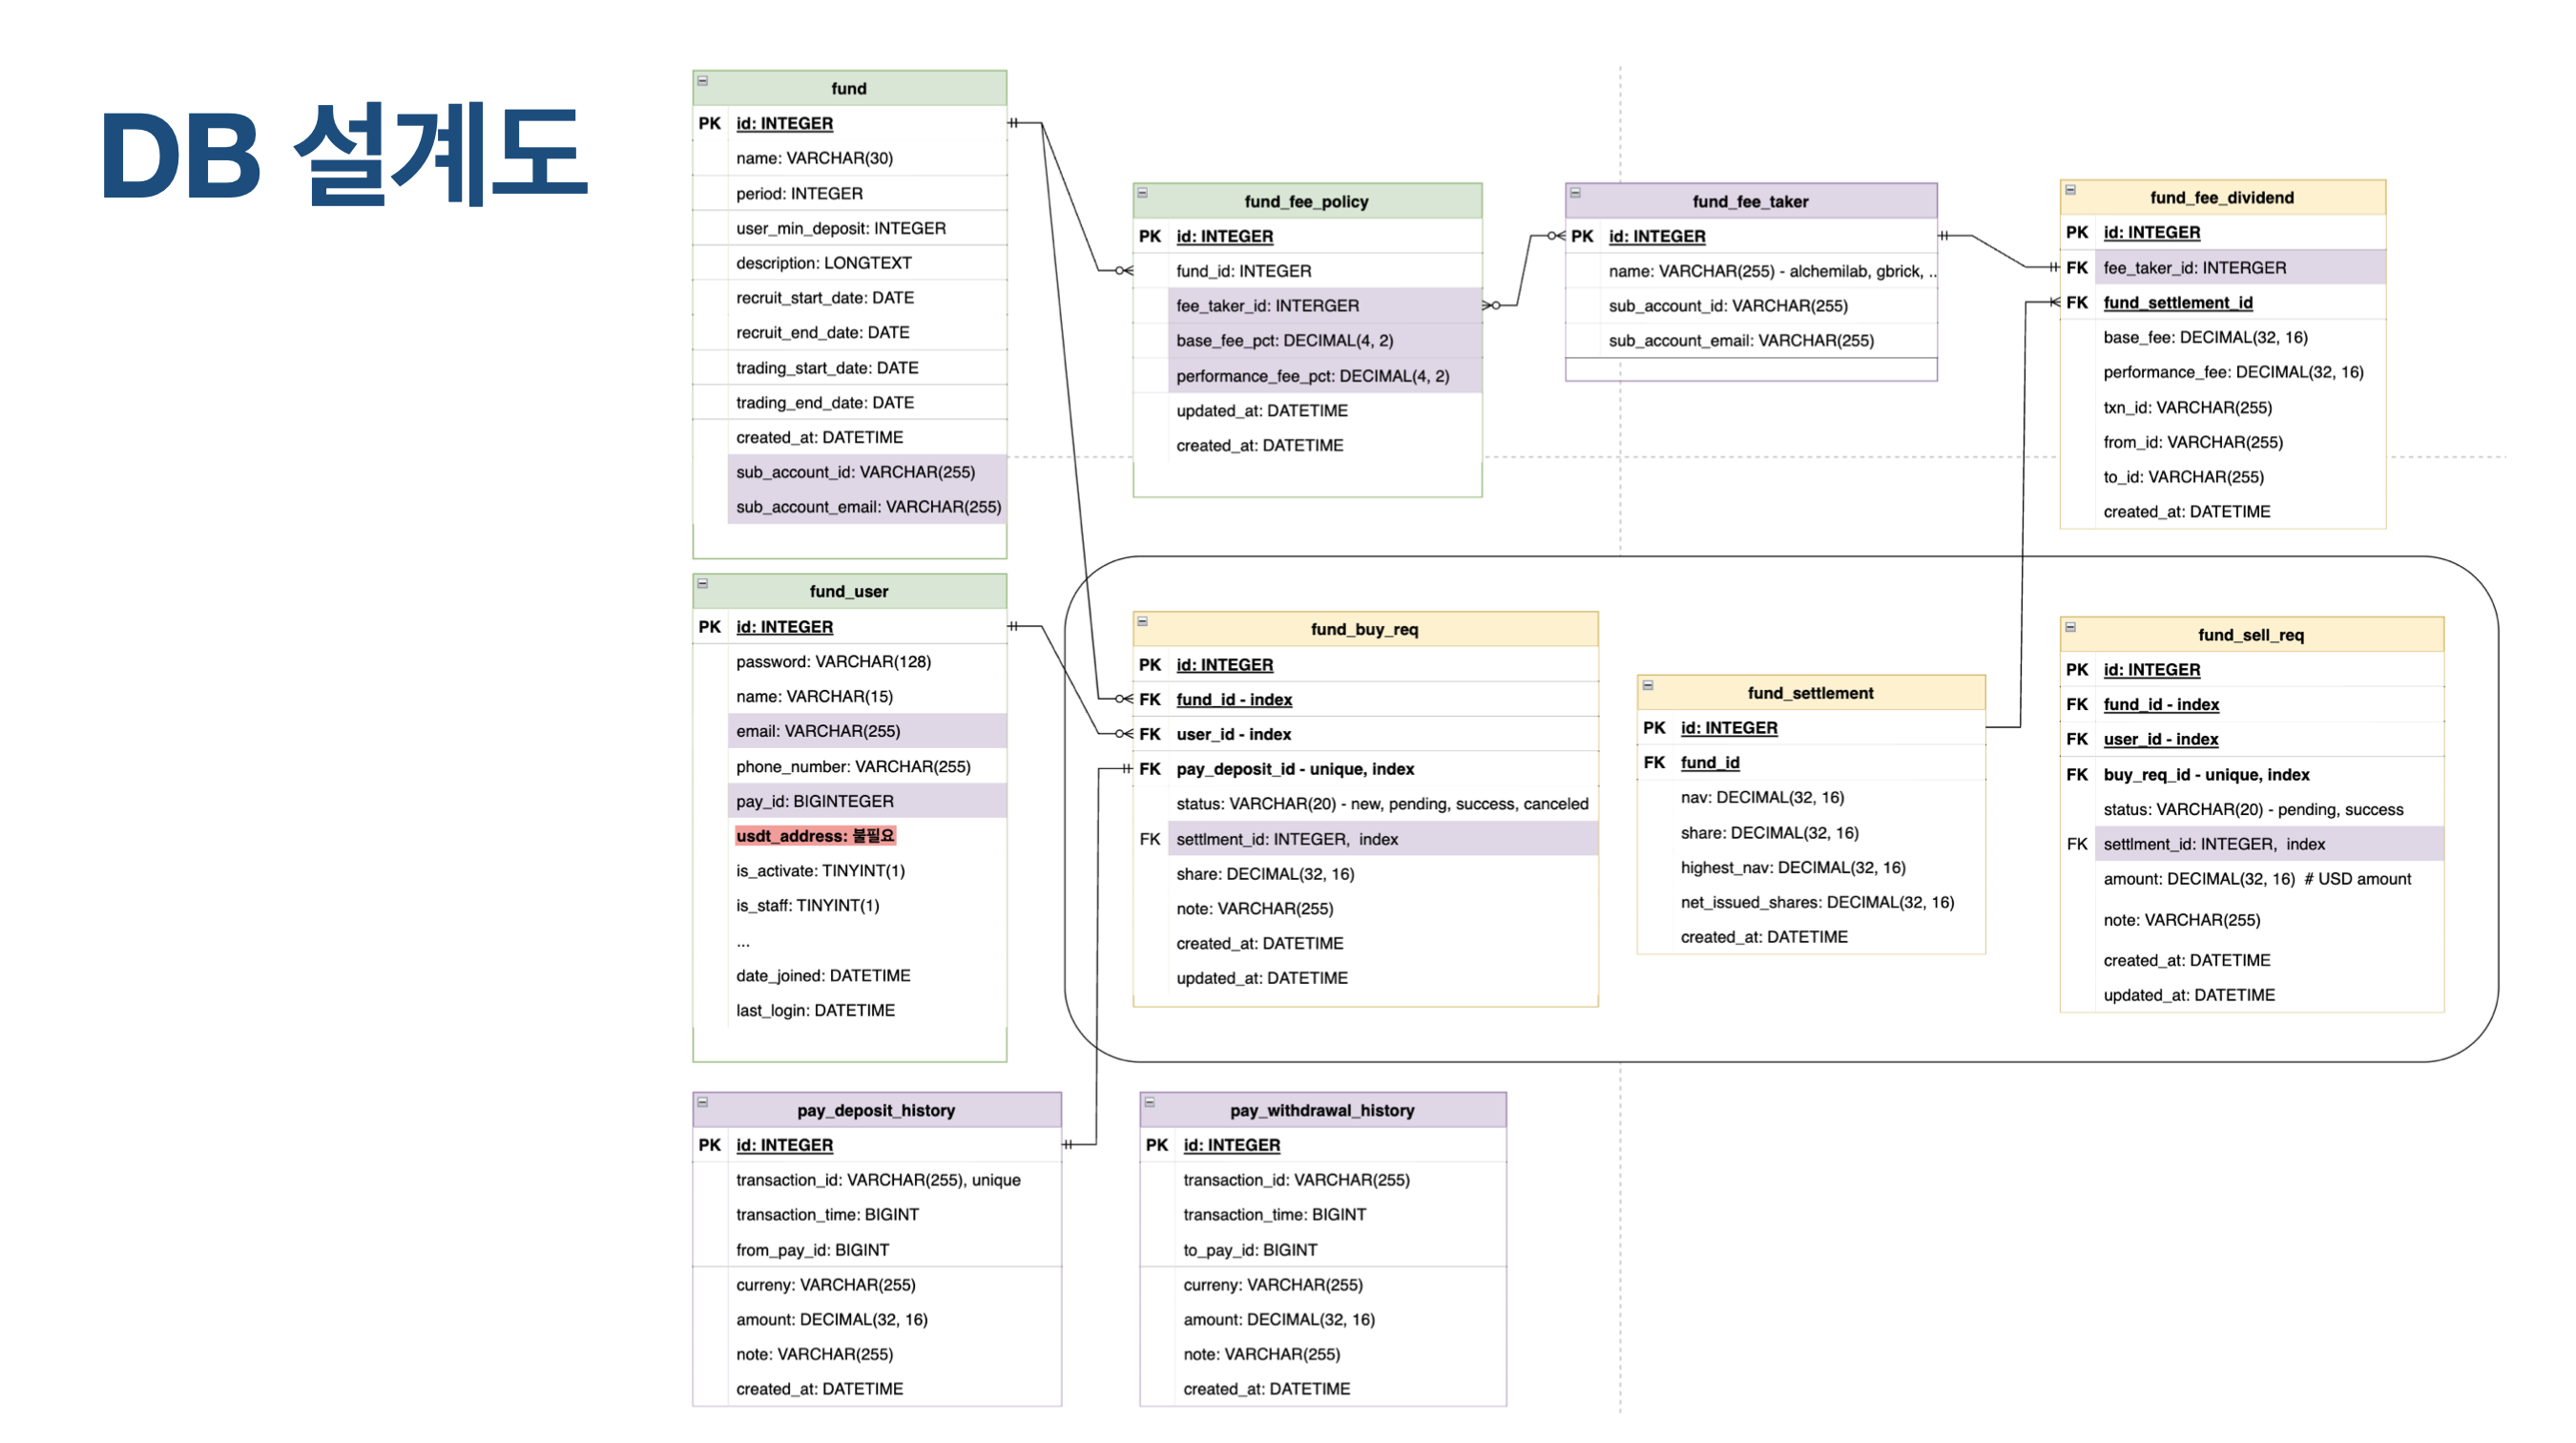 DB 설계도
fund
PK id: INTEGER
name: VARCHAR(30)
period: INTEGER
user_min_deposit: INTEGER
description: LONGTEXT
recruit_start_date: DATE
recruit_end_date: DATE
trading_start_date: DATE
trading_end_date: DATE
created_at: DATETIME
sub_account_id: VARCHAR(255)
sub_account_email: VARCHAR(255)
fund_fee_policy
PK id: INTEGER
fund_id: INTEGER
fee_taker_id: INTERGER
base_fee_pct: DECIMAL(4, 2)
performance_fee_pct: DECIMAL(4, 2)
updated_at: DATETIME
created_at: DATETIME
fund_fee_taker
PK id: INTEGER
name: VARCHAR(255) - alchemilab, gbrick, ..
sub_account_id: VARCHAR(255)
sub_account_email: VARCHAR(255)
fund_fee_dividend
PK id: INTEGER
FK fee_taker_id: INTERGER
FK fund_settlement_id
base_fee: DECIMAL(32, 16)
performance_fee: DECIMAL(32, 16)
txn_id: VARCHAR(255)
from_id: VARCHAR(255)
to_id: VARCHAR(255)
created_at: DATETIME
fund_user
PK id: INTEGER
password: VARCHAR(128)
name: VARCHAR(15)
email: VARCHAR(255)
phone_number: VARCHAR(255)
pay_id: BIGINTEGER
usdt_address: 불필요
is_activate: TINYINT(1)
is_staff: TINYINT(1)
...
date_joined: DATETIME
last_login: DATETIME
fund_buy_req
PK id: INTEGER
FK fund_id - index
FK user_id - index
FK pay_deposit_id - unique, index
status: VARCHAR(20) - new, pending, success, canceled
FK settlment_id: INTEGER, index
share: DECIMAL(32, 16)
note: VARCHAR(255)
created_at: DATETIME
updated_at: DATETIME
fund_settlement
PK id: INTEGER
FK fund_id
nav: DECIMAL(32, 16)
share: DECIMAL(32, 16)
highest_nav: DECIMAL(32, 16)
net_issued_shares: DECIMAL(32, 16)
created_at: DATETIME
fund_sell_req
PK id: INTEGER
FK fund_id - index
FK user_id - index
FK buy_req_id - unique, index
status: VARCHAR(20) - pending, success
FK settlment_id: INTEGER, index
amount: DECIMAL(32, 16) # USD amount
note: VARCHAR(255)
created_at: DATETIME
updated_at: DATETIME
pay_deposit_history
PK id: INTEGER
transaction_id: VARCHAR(255), unique
transaction_time: BIGINT
from_pay_id: BIGINT
curreny: VARCHAR(255)
amount: DECIMAL(32, 16)
note: VARCHAR(255)
created_at: DATETIME
pay_withdrawal_history
PK id: INTEGER
transaction_id: VARCHAR(255)
transaction_time: BIGINT
to_pay_id: BIGINT
curreny: VARCHAR(255)
amount: DECIMAL(32, 16)
note: VARCHAR(255)
created_at: DATETIME